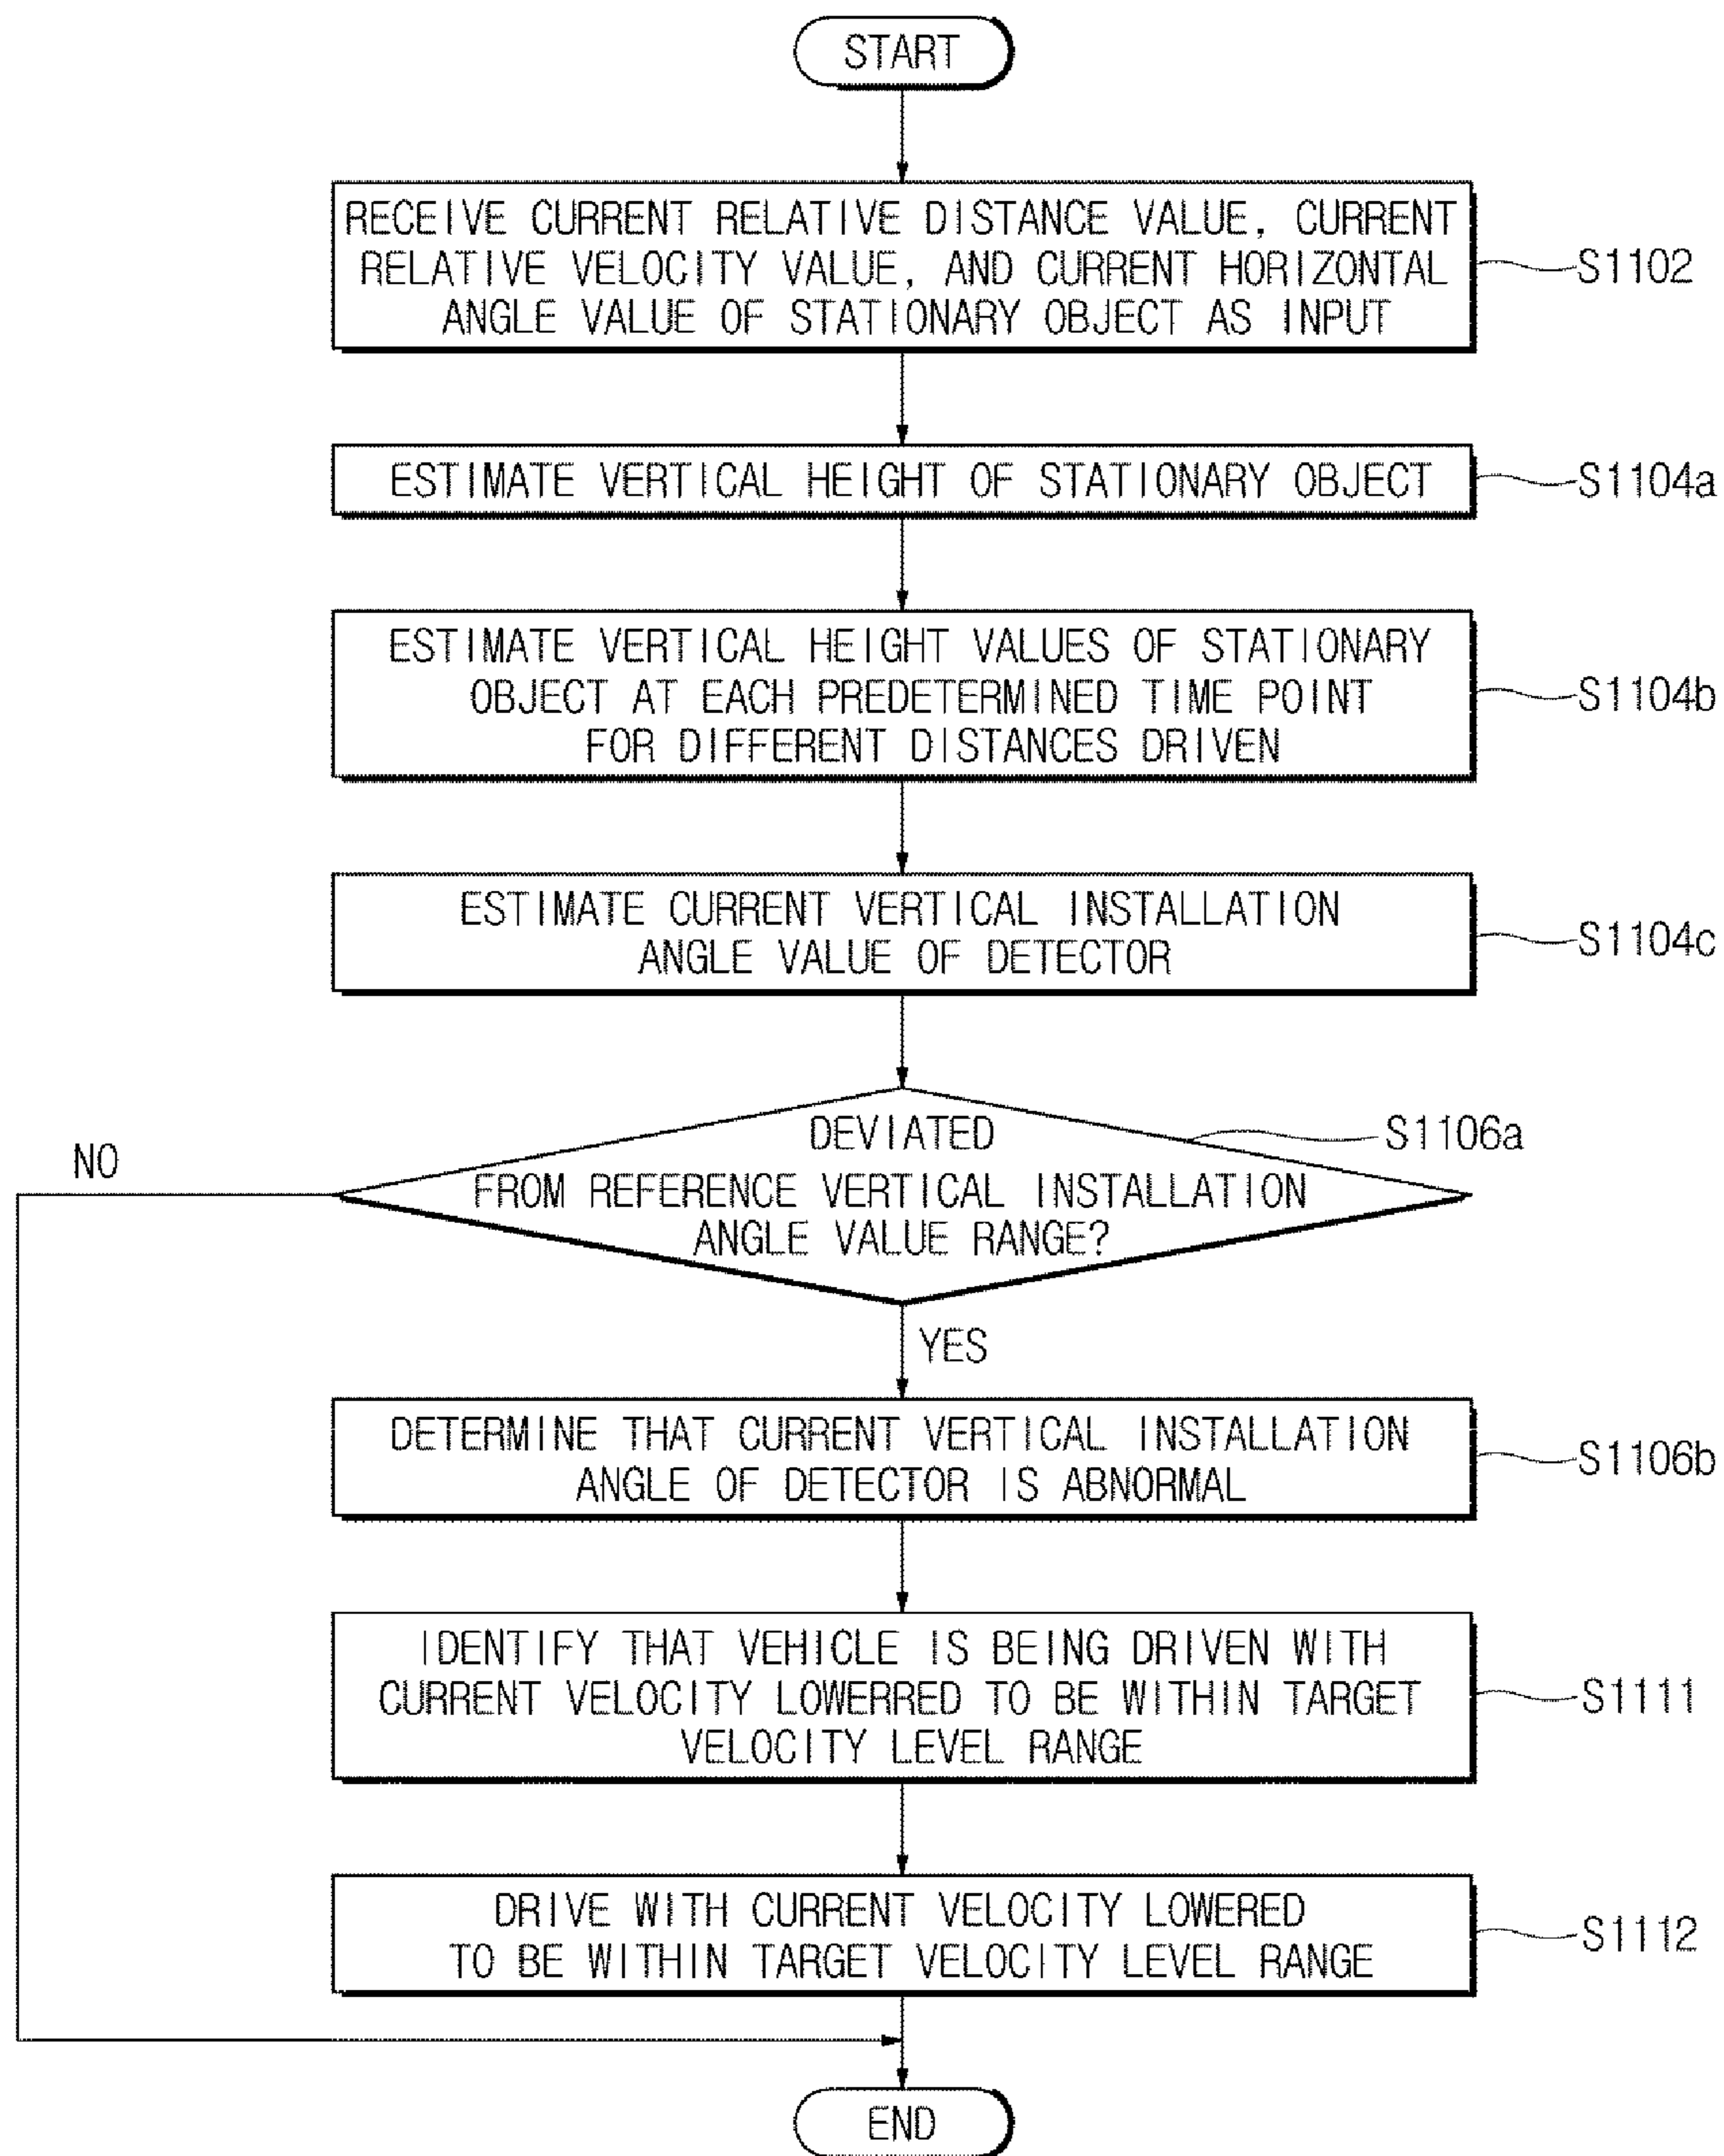 START
RECEIVE CURRENT RELATIVE DISTANCE VALUE, CURRENT
RELATIVE VELOCITY VALUE, AND CURRENT HORIZONTAL
ANGLE VALUE OF STATIONARY OBJECT AS INPUT
S1102
ESTIMATE VERTICAL HEIGHT OF STATIONARY OBJECT
S1104a
ESTIMATE VERTICAL HEIGHT VALUES OF STATIONARY
OBJECT AT EACH PREDETERMINED TIME POINT
FOR DIFFERENT DISTANCES DRIVEN
S1104b
ESTIMATE CURRENT VERTICAL INSTALLATION
ANGLE VALUE OF DETECTOR
S1104c
DEVIATED
FROM REFERENCE VERTICAL INSTALLATION
ANGLE VALUE RANGE?
S1106a
NO
YES
DETERMINE THAT CURRENT VERTICAL INSTALLATION
ANGLE OF DETECTOR IS ABNORMAL
S1106b
IDENTIFY THAT VEHICLE IS BEING DRIVEN WITH
CURRENT VELOCITY LOWERRED TO BE WITHIN TARGET
VELOCITY LEVEL RANGE
S1111
DRIVE WITH CURRENT VELOCITY LOWERED
TO BE WITHIN TARGET VELOCITY LEVEL RANGE
S1112
END